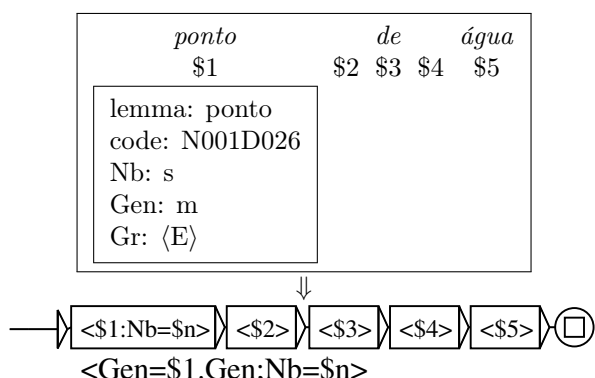 ponto de água
$1 $2 $3 $4 $5
lemma: ponto
code: N001D026
Nb: s
Gen: m
Gr: ⟨E⟩
⇓
<$1:Nb=$n> <$2> <$3> <$4> <$5>
<Gen=$1.Gen;Nb=$n>